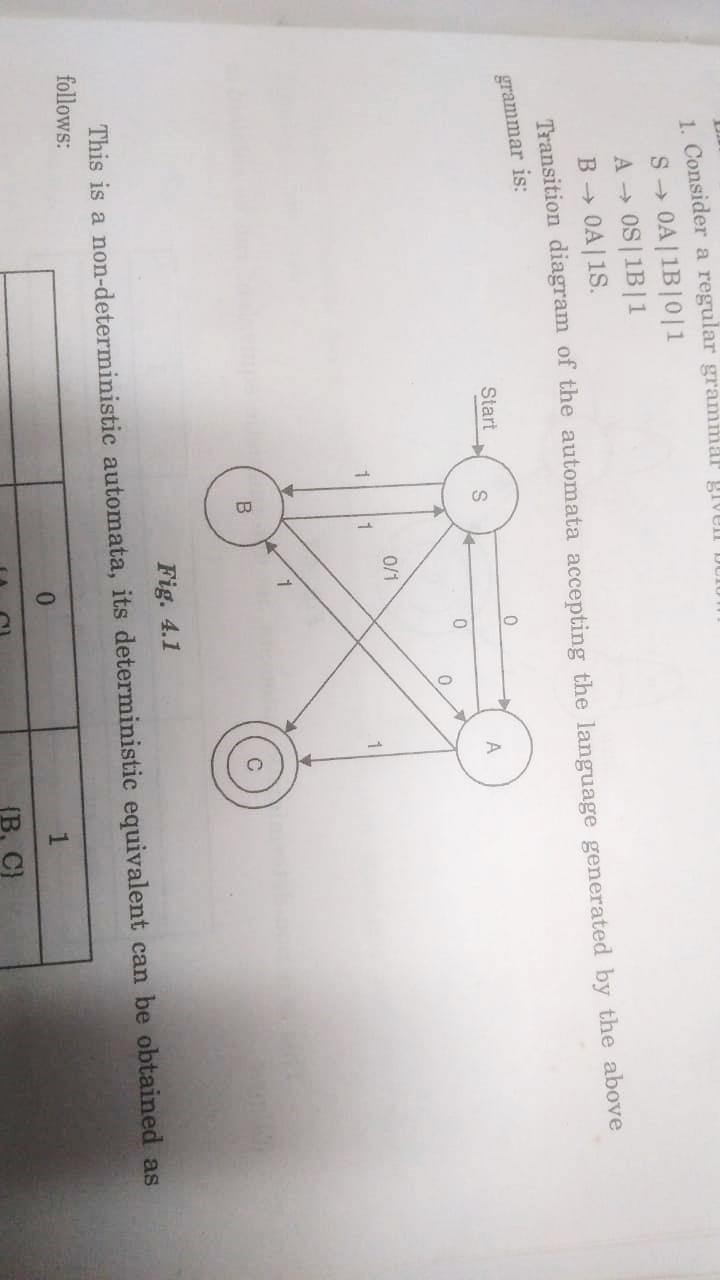 1. Consider a regular grammar given below.
S → 0A | 1B | 0 | 1
A → 0S | 1B | 1
B → 0A | 1S.
Transition diagram of the automata accepting the language generated by the above
grammar is:
Start
S
0
A
0
0
1
1
0/1
1
1
B
C
Fig. 4.1
This is a non-deterministic automata, its deterministic equivalent can be obtained as
follows:
0 1
{B, C}